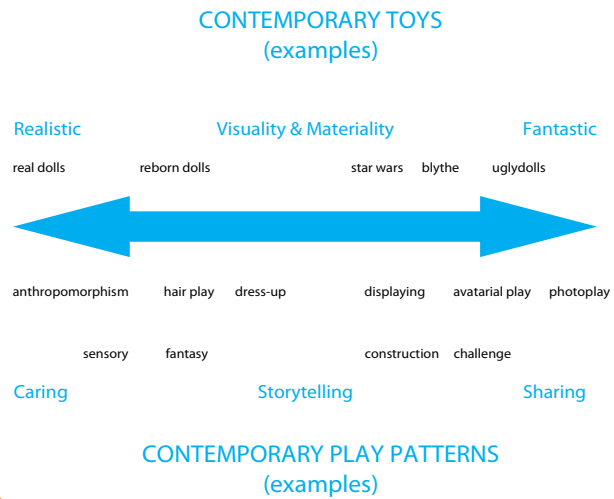 CONTEMPORARY TOYS
(examples)
Realistic Visuality & Materiality Fantastic
real dolls reborn dolls star wars blythe uglydolls
anthropomorphism hair play dress-up displaying avatarial play photoplay
sensory fantasy construction challenge
Caring Storytelling Sharing
CONTEMPORARY PLAY PATTERNS
(examples)